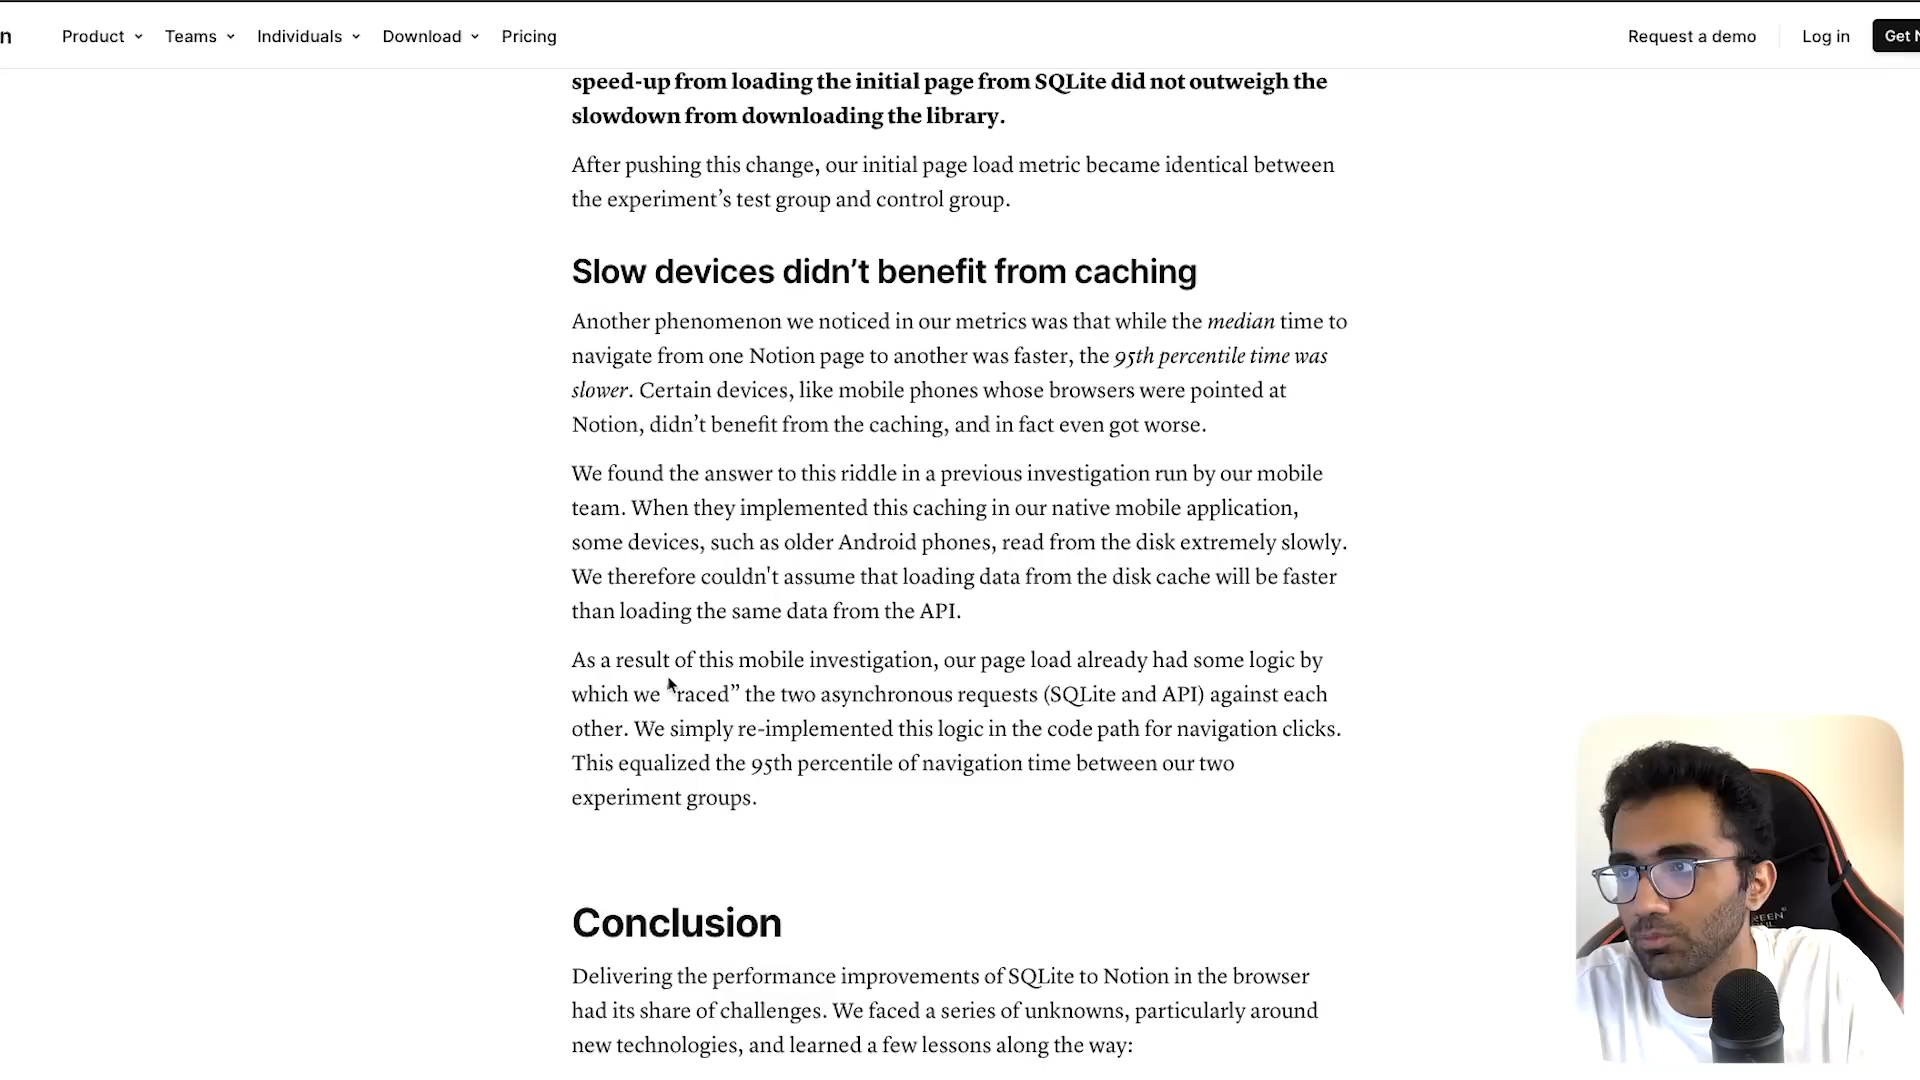 n Product Teams Individuals Download Pricing Request a demo Log in Get N
speed-up from loading the initial page from SQLite did not outweigh the
slowdown from downloading the library.
After pushing this change, our initial page load metric became identical between
the experiment’s test group and control group.
Slow devices didn’t benefit from caching
Another phenomenon we noticed in our metrics was that while the median time to
navigate from one Notion page to another was faster, the 95th percentile time was
slower. Certain devices, like mobile phones whose browsers were pointed at
Notion, didn’t benefit from the caching, and in fact even got worse.
We found the answer to this riddle in a previous investigation run by our mobile
team. When they implemented this caching in our native mobile application,
some devices, such as older Android phones, read from the disk extremely slowly.
We therefore couldn't assume that loading data from the disk cache will be faster
than loading the same data from the API.
As a result of this mobile investigation, our page load already had some logic by
which we “raced” the two asynchronous requests (SQLite and API) against each
other. We simply re-implemented this logic in the code path for navigation clicks.
This equalized the 95th percentile of navigation time between our two
experiment groups.
Conclusion
Delivering the performance improvements of SQLite to Notion in the browser
had its share of challenges. We faced a series of unknowns, particularly around
new technologies, and learned a few lessons along the way: